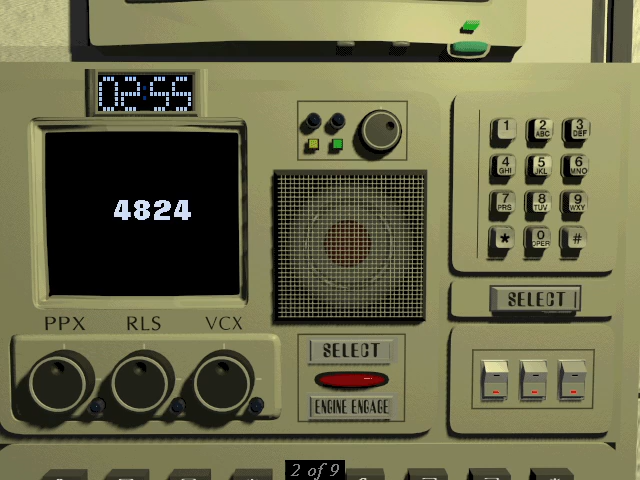 02:55
4824
PPX RLS VCX
1 2 ABC 3 DEF
4 GHI 5 JKL 6 MNO
7 PRS 8 TUV 9 WXY
* 0 OPER #
SELECT
SELECT
ENGINE ENGAGE
2 of 9